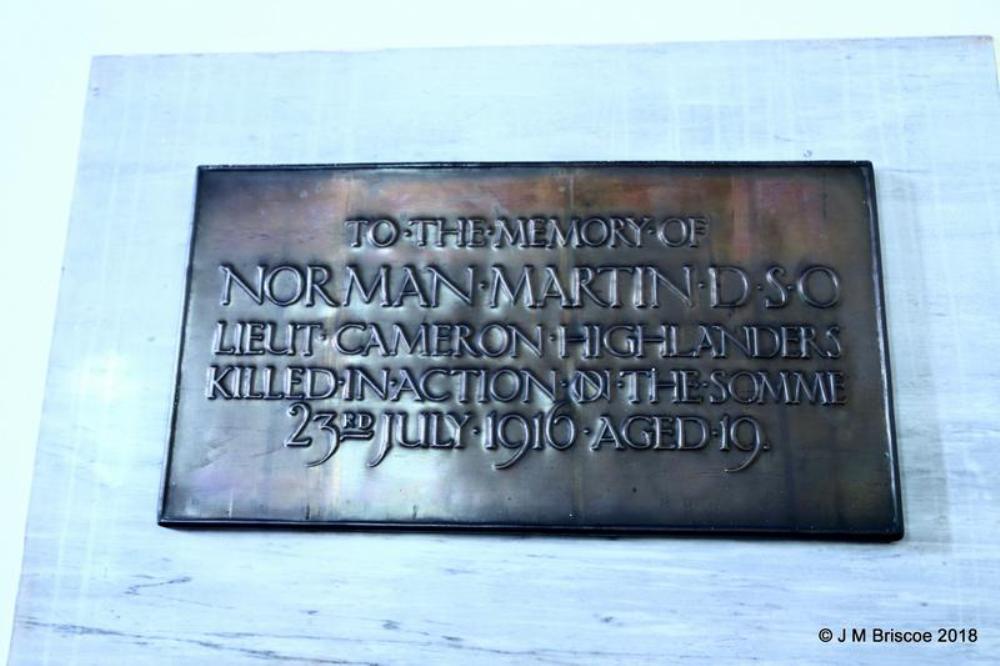 TO·THE·MEMORY·OF
NORMAN·MARTIN·D·S·O
LIEUT·CAMERON·HIGHLANDERS
KILLED·IN·ACTION·ON·THE·SOMME
23RD JULY·1916·AGED·19.
© J M Briscoe 2018